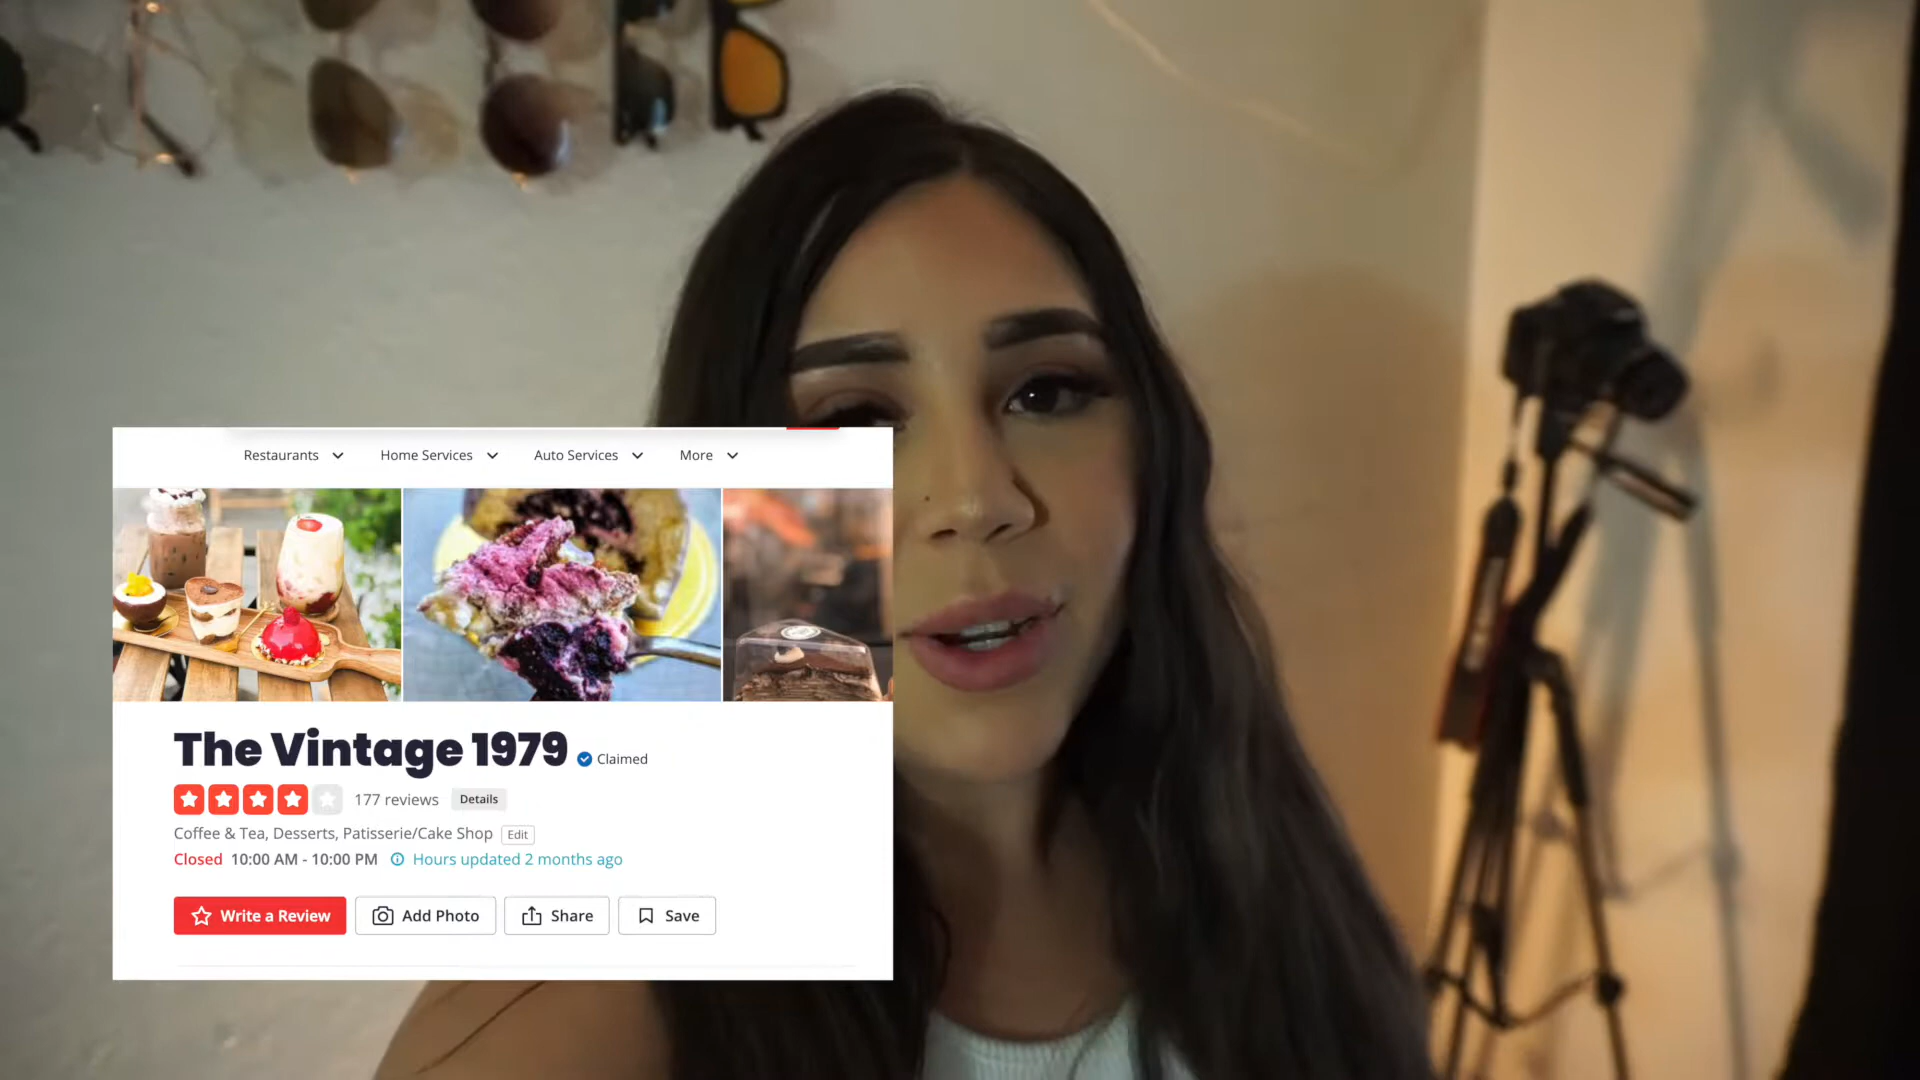 Restaurants Home Services Auto Services More
The Vintage 1979 Claimed
177 reviews Details
Coffee & Tea, Desserts, Patisserie/Cake Shop Edit
Closed 10:00 AM - 10:00 PM Hours updated 2 months ago
Write a Review Add Photo Share Save